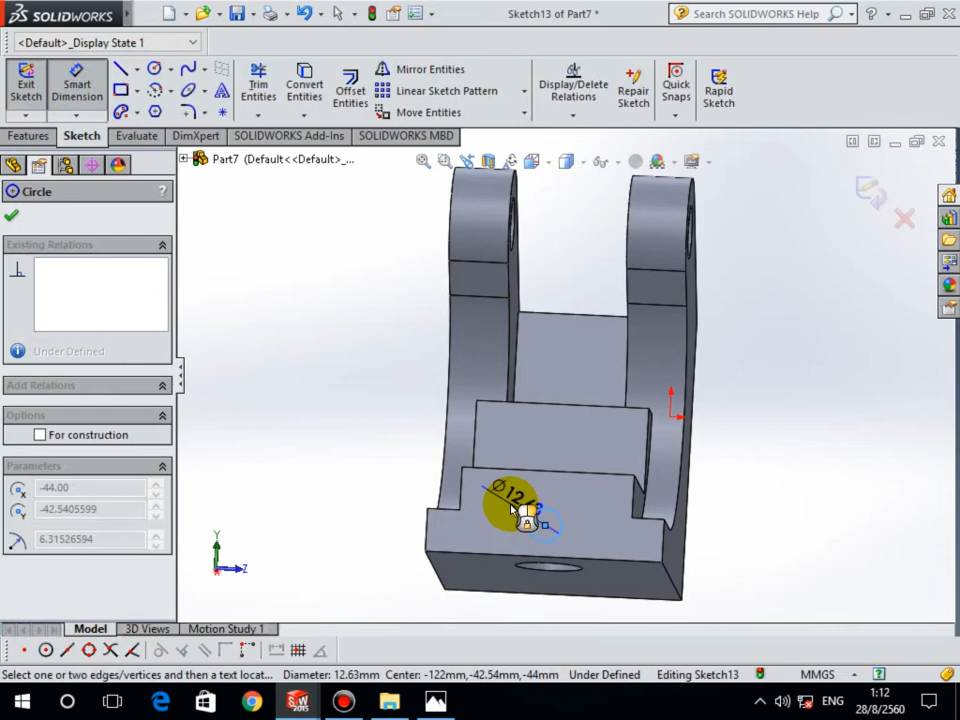 SOLIDWORKS
Sketch13 of Part7 *
Search SOLIDWORKS Help
<Default>_Display State 1
Exit Sketch
Smart Dimension
Trim Entities
Convert Entities
Offset Entities
Mirror Entities
Linear Sketch Pattern
Move Entities
Display/Delete Relations
Repair Sketch
Quick Snaps
Rapid Sketch
Features
Sketch
Evaluate
DimXpert
SOLIDWORKS Add-Ins
SOLIDWORKS MBD
Part7 (Default<<Default>_...
Circle
?
Existing Relations
Under Defined
Add Relations
Options
For construction
Parameters
-44.00
-42.5405599
6.31526594
Y
Z
Model
3D Views
Motion Study 1
Select one or two edges/vertices and then a text locat...
Diameter: 12.63mm
Center: -122mm,-42.54mm,-44mm
Under Defined
Editing Sketch13
MMGS
ENG
1:12
28/8/2560